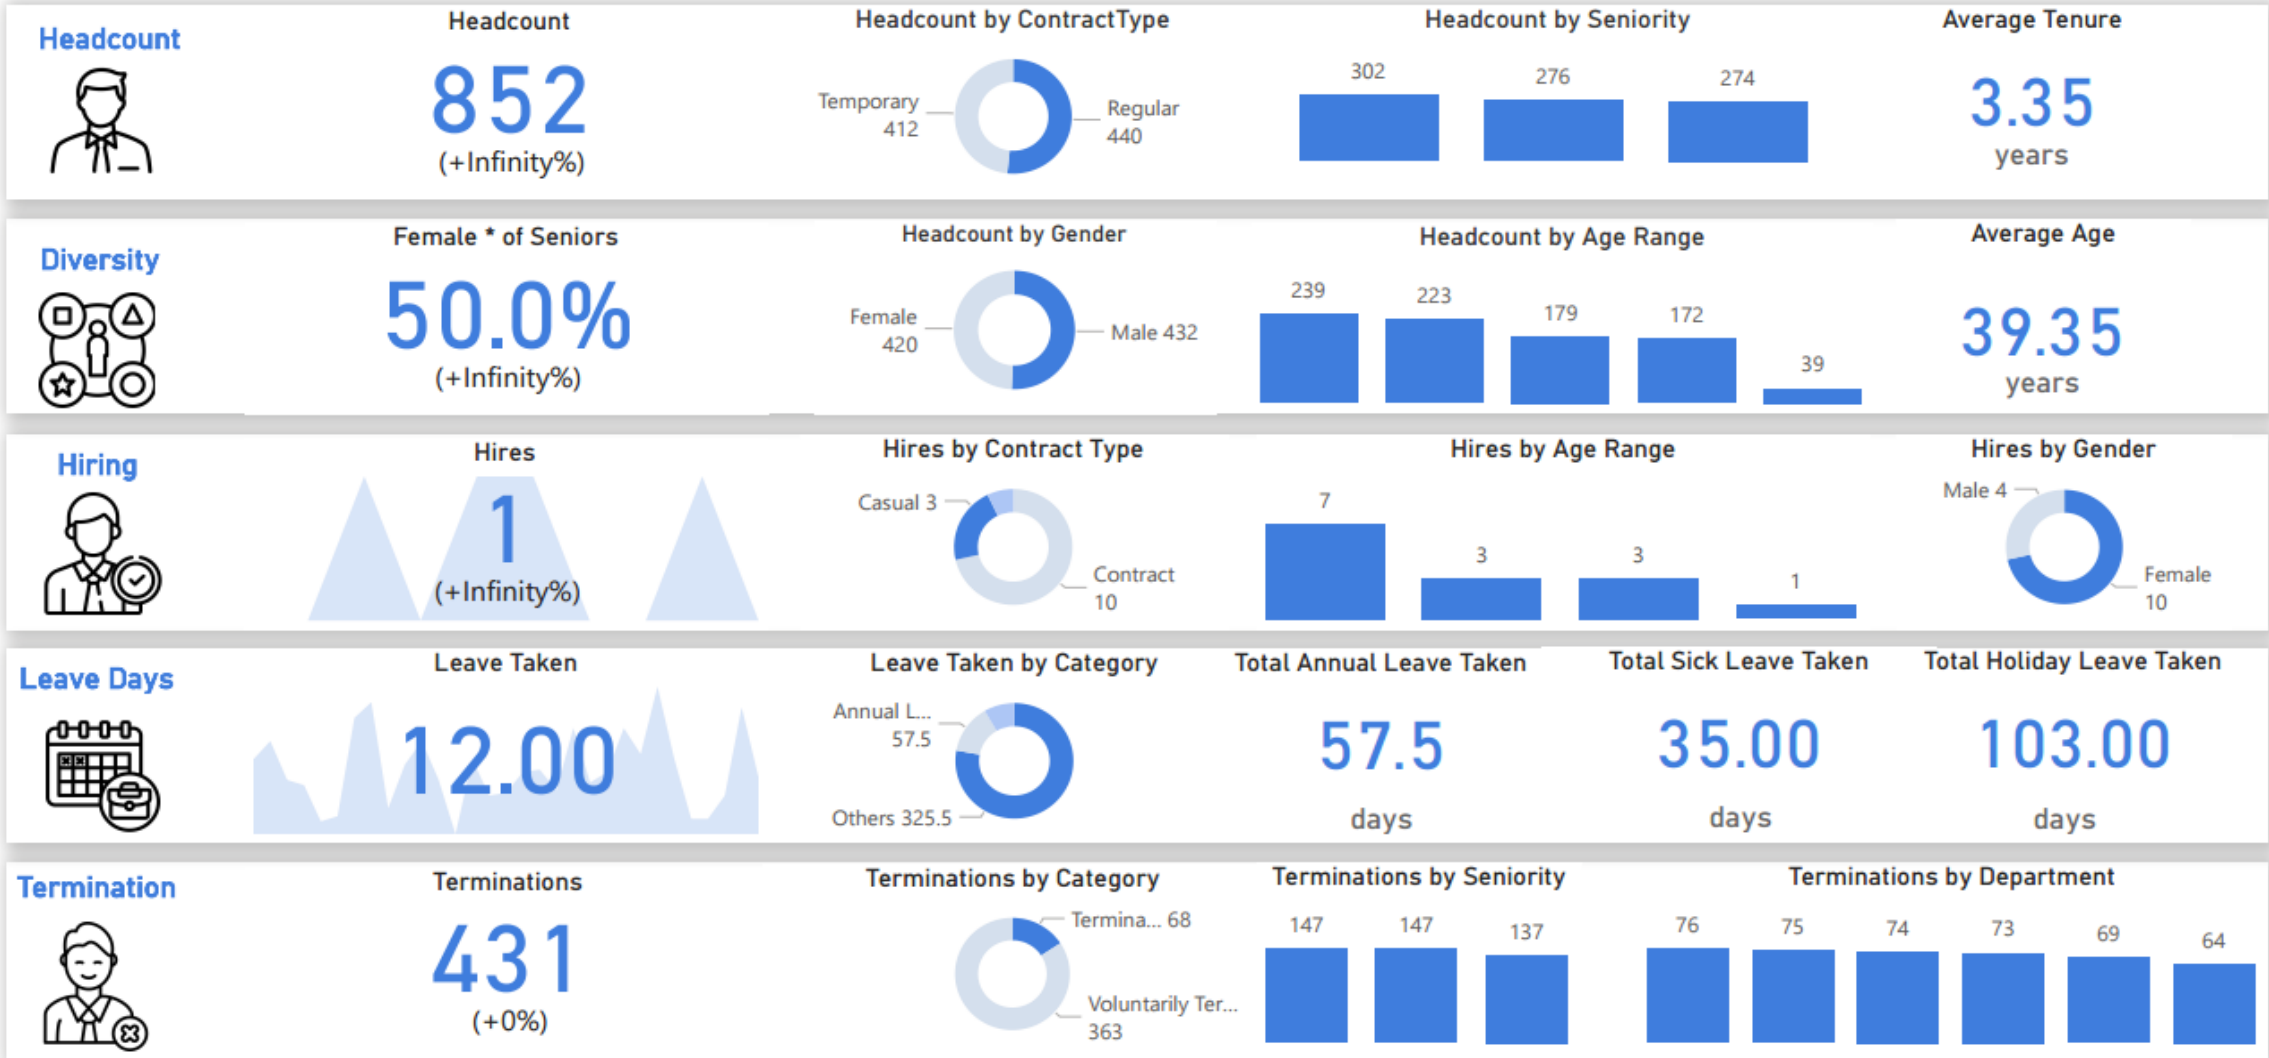 Headcount
Headcount
852
(+Infinity%)
Headcount by ContractType
Temporary
412
Regular
440
Headcount by Seniority
302
276
274
Average Tenure
3.35
years
Diversity
Female * of Seniors
50.0%
(+Infinity%)
Headcount by Gender
Female
420
Male 432
Headcount by Age Range
239
223
179
172
39
Average Age
39.35
years
Hiring
Hires
1
(+Infinity%)
Hires by Contract Type
Casual 3
Contract
10
Hires by Age Range
7
3
3
1
Hires by Gender
Male 4
Female
10
Leave Days
Leave Taken
12.00
Leave Taken by Category
Annual L...
57.5
Others 325.5
Total Annual Leave Taken
57.5
days
Total Sick Leave Taken
35.00
days
Total Holiday Leave Taken
103.00
days
Termination
Terminations
431
(+0%)
Terminations by Category
Termina... 68
Voluntarily Ter...
363
Terminations by Seniority
147
147
137
Terminations by Department
76
75
74
73
69
64